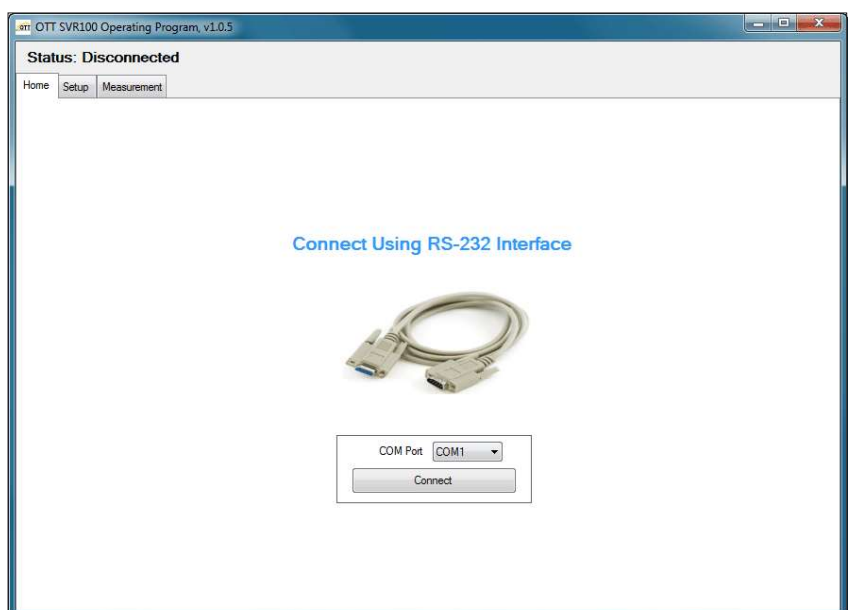 OTT SVR100 Operating Program, v1.0.5
Status: Disconnected
Home Setup Measurement
Connect Using RS-232 Interface
COM Port COM1
Connect